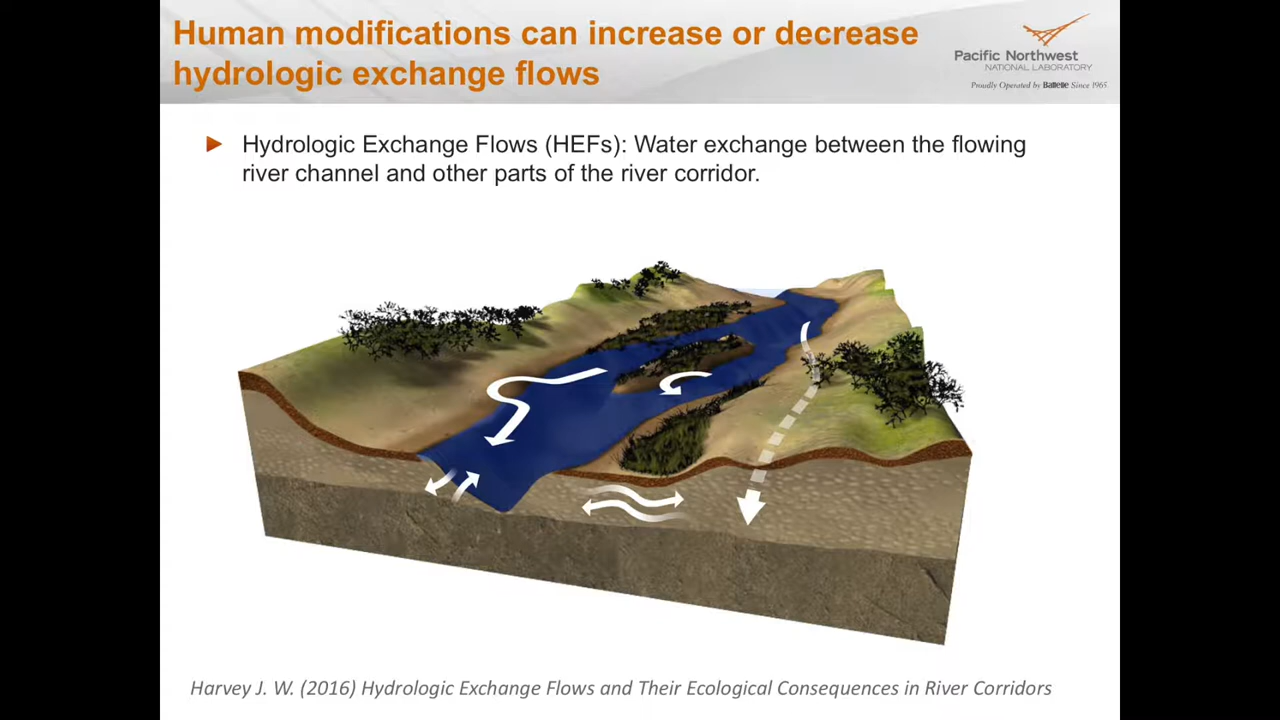 Human modifications can increase or decrease
hydrologic exchange flows
Pacific Northwest
NATIONAL LABORATORY
Proudly Operated by Battelle Since 1965
► Hydrologic Exchange Flows (HEFs): Water exchange between the flowing
river channel and other parts of the river corridor.
Harvey J. W. (2016) Hydrologic Exchange Flows and Their Ecological Consequences in River Corridors